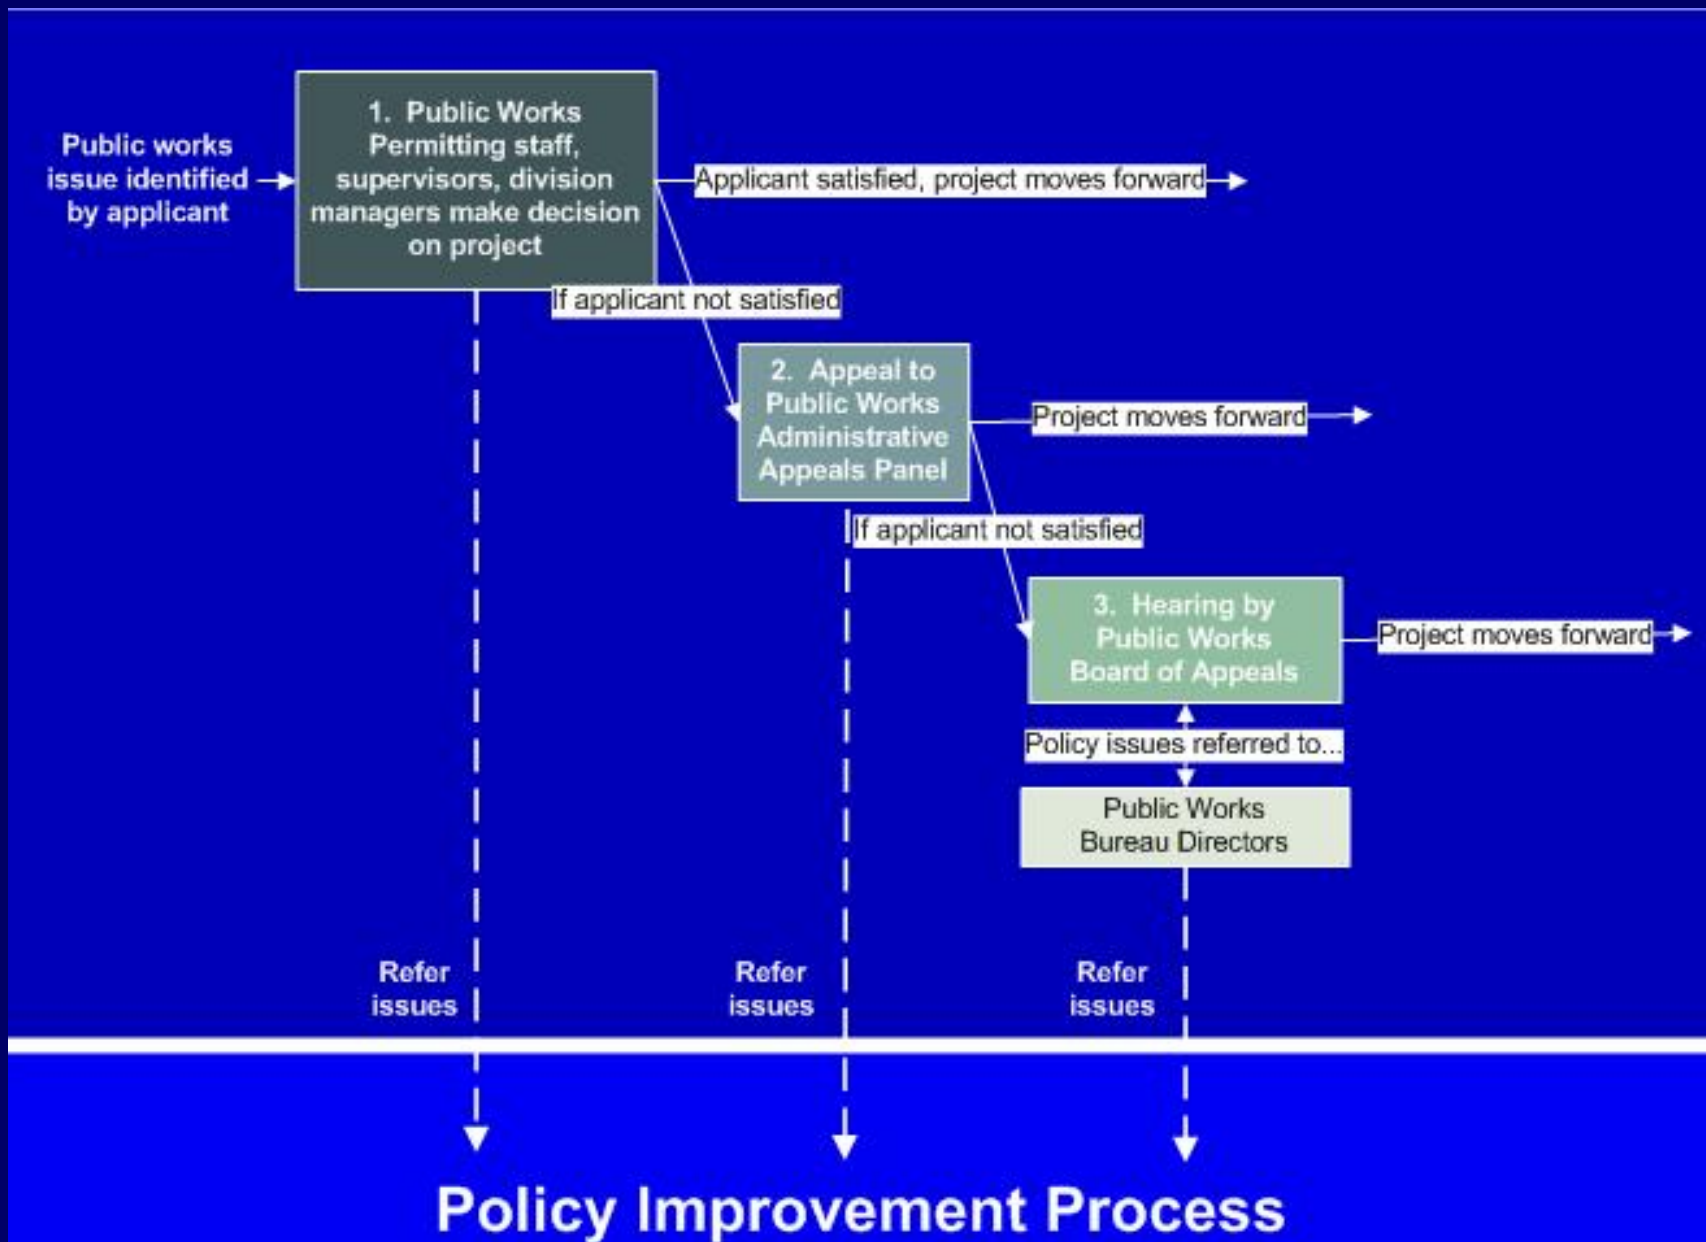 Public works
issue identified
by applicant
1. Public Works
Permitting staff,
supervisors, division
managers make decision
on project
Applicant satisfied, project moves forward
If applicant not satisfied
2. Appeal to
Public Works
Administrative
Appeals Panel
Project moves forward
If applicant not satisfied
3. Hearing by
Public Works
Board of Appeals
Project moves forward
Policy issues referred to...
Public Works
Bureau Directors
Refer
issues
Refer
issues
Refer
issues
Policy Improvement Process